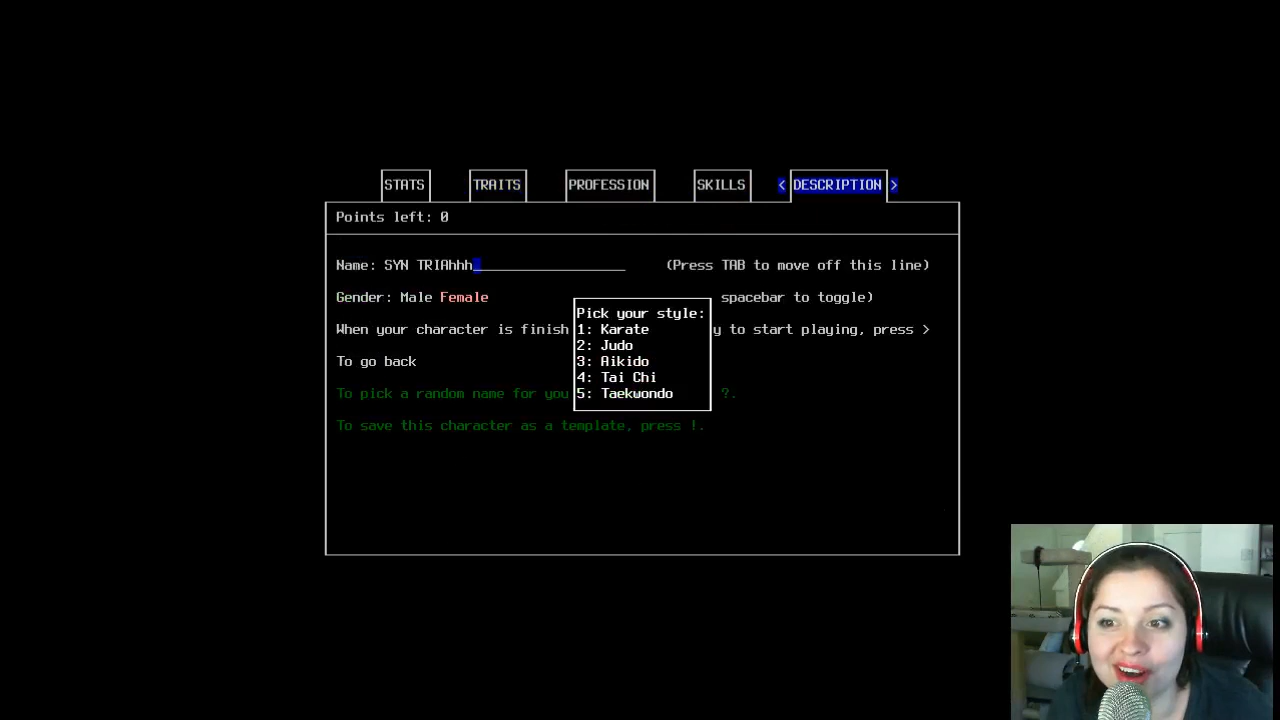 STATS TRAITS PROFESSION SKILLS < DESCRIPTION >
Points left: 0
Name: SYN TRIAhhh (Press TAB to move off this line)
Gender: Male Female spacebar to toggle)
Pick your style:
When your character is finish 1: Karate y to start playing, press >
2: Judo
To go back 3: Aikido
4: Tai Chi
To pick a random name for you 5: Taekwondo ?.
To save this character as a template, press !.